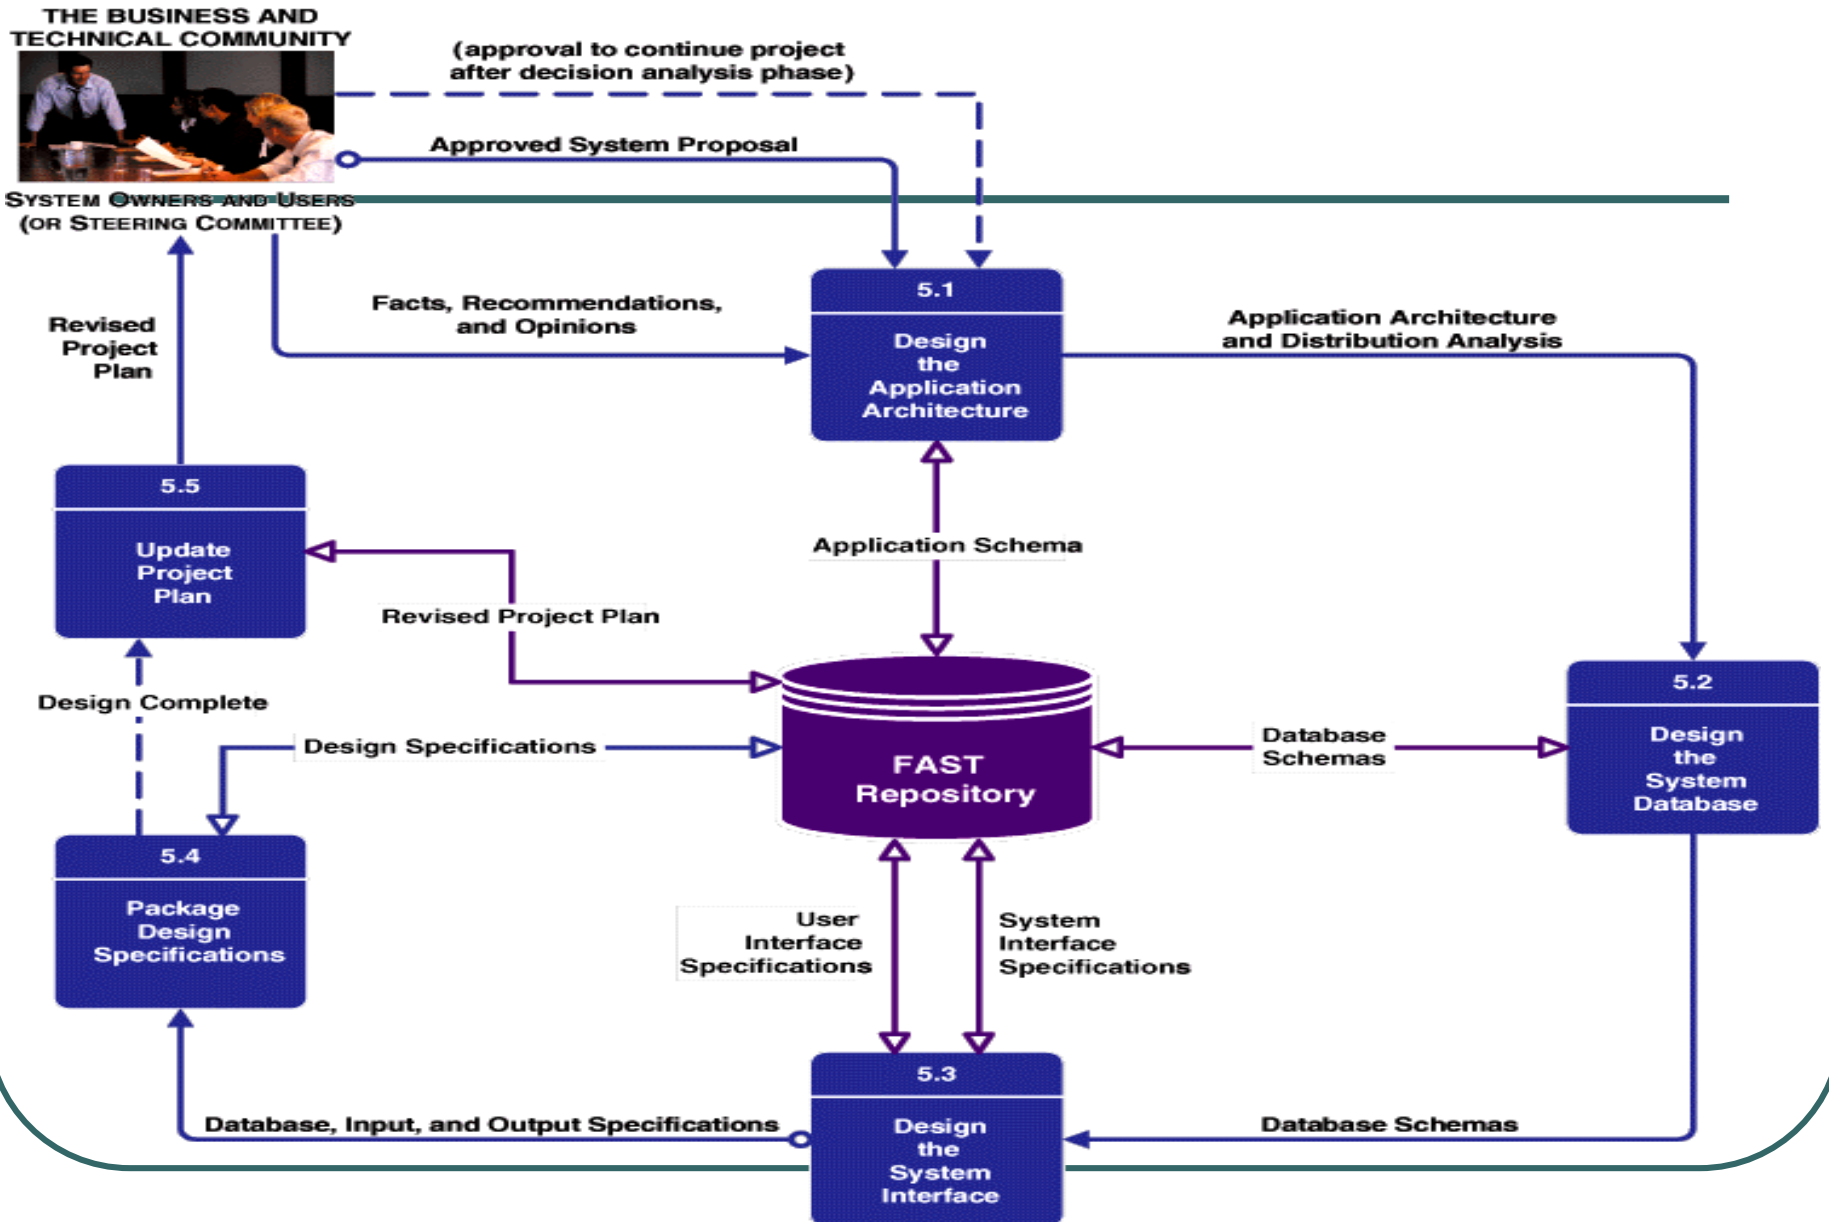 THE BUSINESS AND
TECHNICAL COMMUNITY
SYSTEM OWNERS AND USERS
(OR STEERING COMMITTEE)
(approval to continue project
after decision analysis phase)
Approved System Proposal
Facts, Recommendations,
and Opinions
5.1
Design
the
Application
Architecture
Application Architecture
and Distribution Analysis
Revised
Project
Plan
5.5
Update
Project
Plan
Application Schema
Revised Project Plan
Design Complete
Design Specifications
FAST
Repository
Database
Schemas
5.2
Design
the
System
Database
5.4
Package
Design
Specifications
User
Interface
Specifications
System
Interface
Specifications
5.3
Design
the
System
Interface
Database, Input, and Output Specifications
Database Schemas